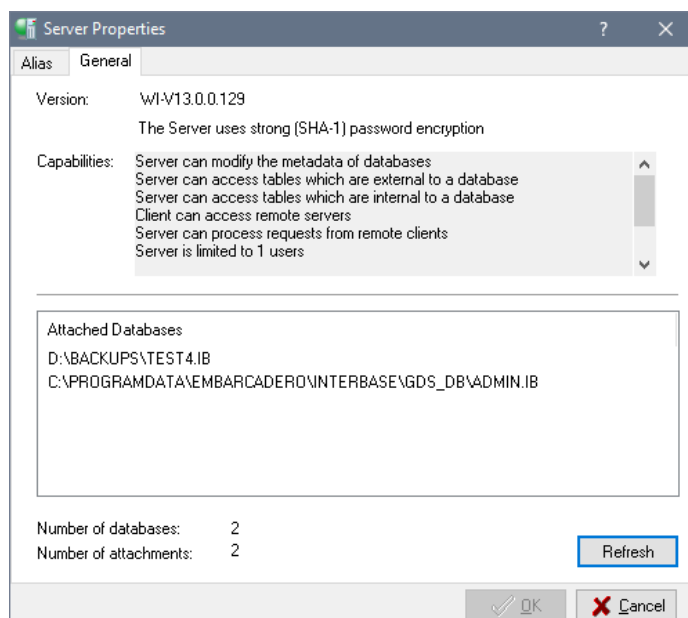 Server Properties
?
Alias
General
Version:
WI-V13.0.0.129
The Server uses strong (SHA-1) password encryption
Capabilities:
Server can modify the metadata of databases
Server can access tables which are external to a database
Server can access tables which are internal to a database
Client can access remote servers
Server can process requests from remote clients
Server is limited to 1 users
Attached Databases
D:\BACKUPS\TEST4.IB
C:\PROGRAMDATA\EMBARCADERO\INTERBASE\GDS_DB\ADMIN.IB
Number of databases: 2
Number of attachments: 2
Refresh
OK
Cancel